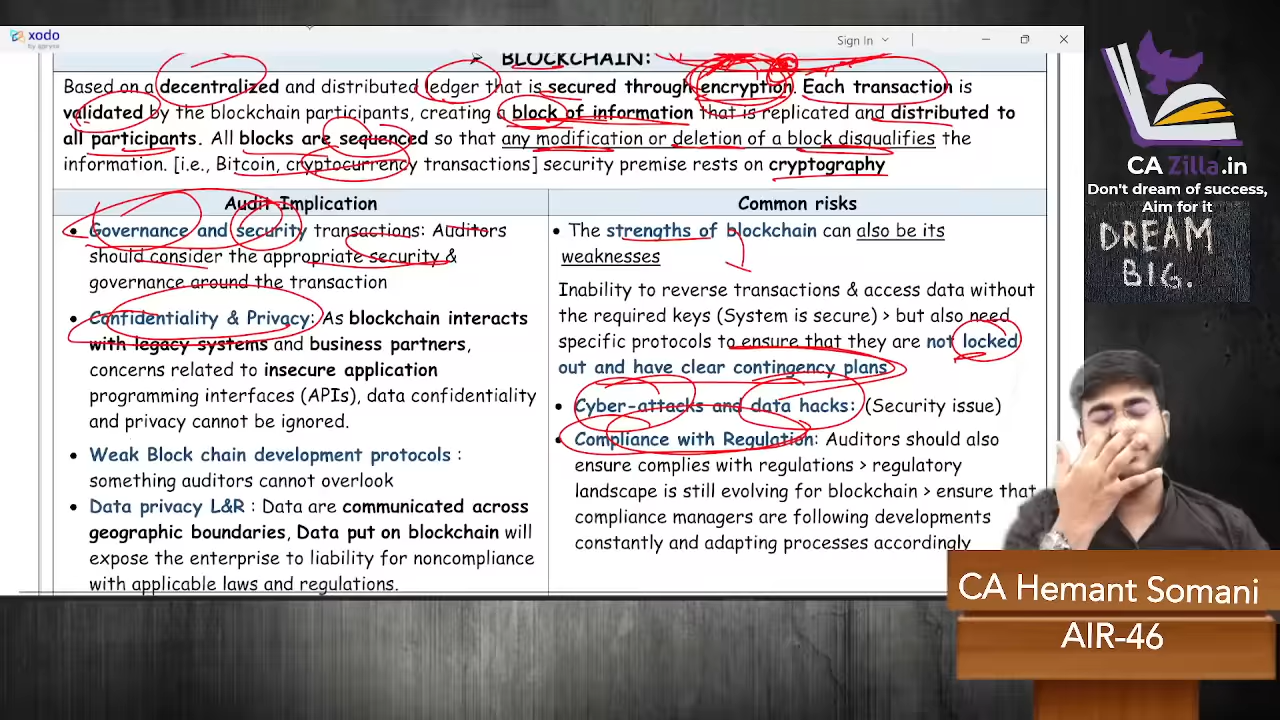 xodo
by apryse
Sign In
BLOCKCHAIN:
Based on a decentralized and distributed ledger that is secured through encryption. Each transaction is
validated by the blockchain participants, creating a block of information that is replicated and distributed to
all participants. All blocks are sequenced so that any modification or deletion of a block disqualifies the
information. [i.e., Bitcoin, cryptocurrency transactions] security premise rests on cryptography
Audit Implication
• Governance and security transactions: Auditors
should consider the appropriate security &
governance around the transaction
• Confidentiality & Privacy: As blockchain interacts
with legacy systems and business partners,
concerns related to insecure application
programming interfaces (APIs), data confidentiality
and privacy cannot be ignored.
• Weak Block chain development protocols :
something auditors cannot overlook
• Data privacy L&R : Data are communicated across
geographic boundaries, Data put on blockchain will
expose the enterprise to liability for noncompliance
with applicable laws and regulations.
Common risks
• The strengths of blockchain can also be its
weaknesses
Inability to reverse transactions & access data without
the required keys (System is secure) > but also need
specific protocols to ensure that they are not locked
out and have clear contingency plans
• Cyber-attacks and data hacks: (Security issue)
• Compliance with Regulation: Auditors should also
ensure complies with regulations > regulatory
landscape is still evolving for blockchain > ensure that
compliance managers are following developments
constantly and adapting processes accordingly
CA Zilla.in
Don't dream of success,
Aim for it
DREAM
BIG.
CA Hemant Somani
AIR-46